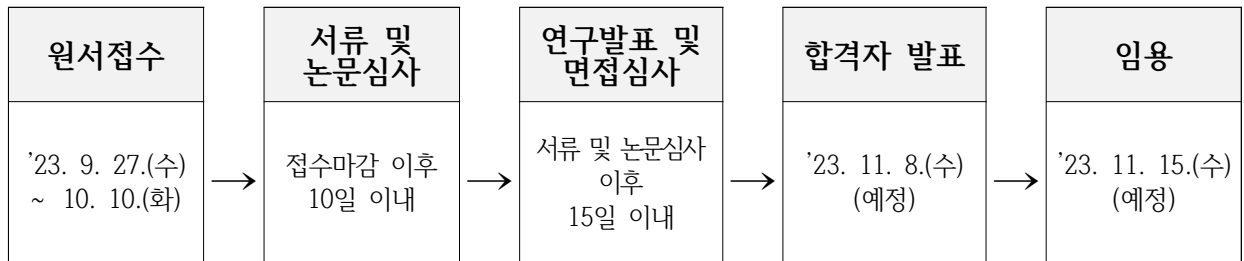 원서접수
서류 및
논문심사
연구발표 및
면접심사
합격자 발표
임용
'23. 9. 27.(수)
~ 10. 10.(화)
→
접수마감 이후
10일 이내
→
서류 및 논문심사
이후
15일 이내
→
'23. 11. 8.(수)
(예정)
→
'23. 11. 15.(수)
(예정)